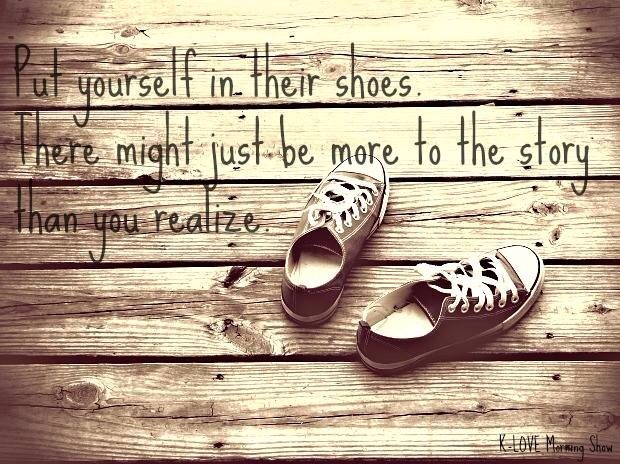 Put yourself in their shoes.
There might just be more to the story
than you realize.
K-LOVE Morning Show